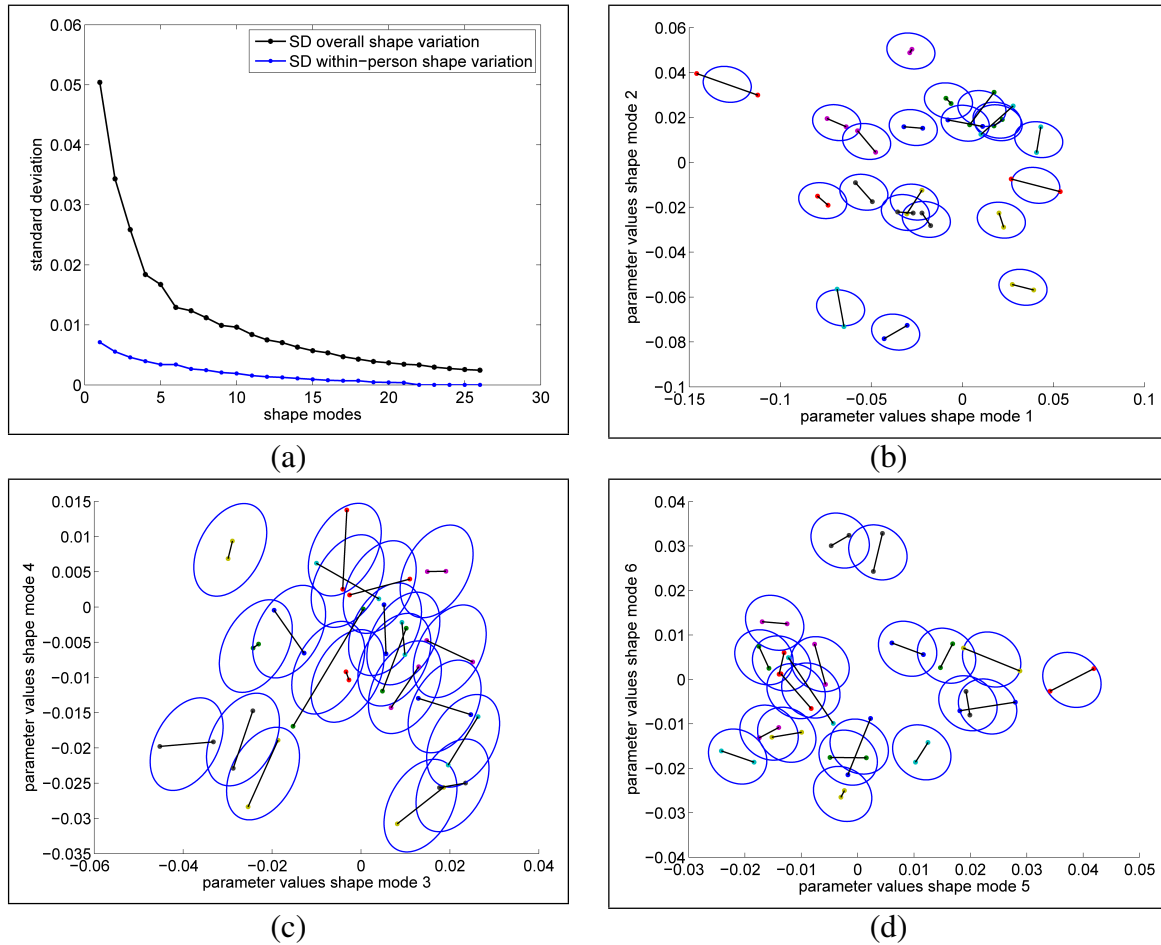 0.06
0.05
0.04
0.03
0.02
0.01
0
standard deviation
SD overall shape variation
SD within-person shape variation
0 5 10 15 20 25 30
shape modes
(a)
0.06
0.04
0.02
0
−0.02
−0.04
−0.06
−0.08
−0.1
parameter values shape mode 2
−0.15 −0.1 −0.05 0 0.05 0.1
parameter values shape mode 1
(b)
0.015
0.01
0.005
0
−0.005
−0.01
−0.015
−0.02
−0.025
−0.03
−0.035
parameter values shape mode 4
−0.06 −0.04 −0.02 0 0.02 0.04
parameter values shape mode 3
(c)
0.04
0.03
0.02
0.01
0
−0.01
−0.02
−0.03
−0.04
parameter values shape mode 6
−0.03 −0.02 −0.01 0 0.01 0.02 0.03 0.04 0.05
parameter values shape mode 5
(d)